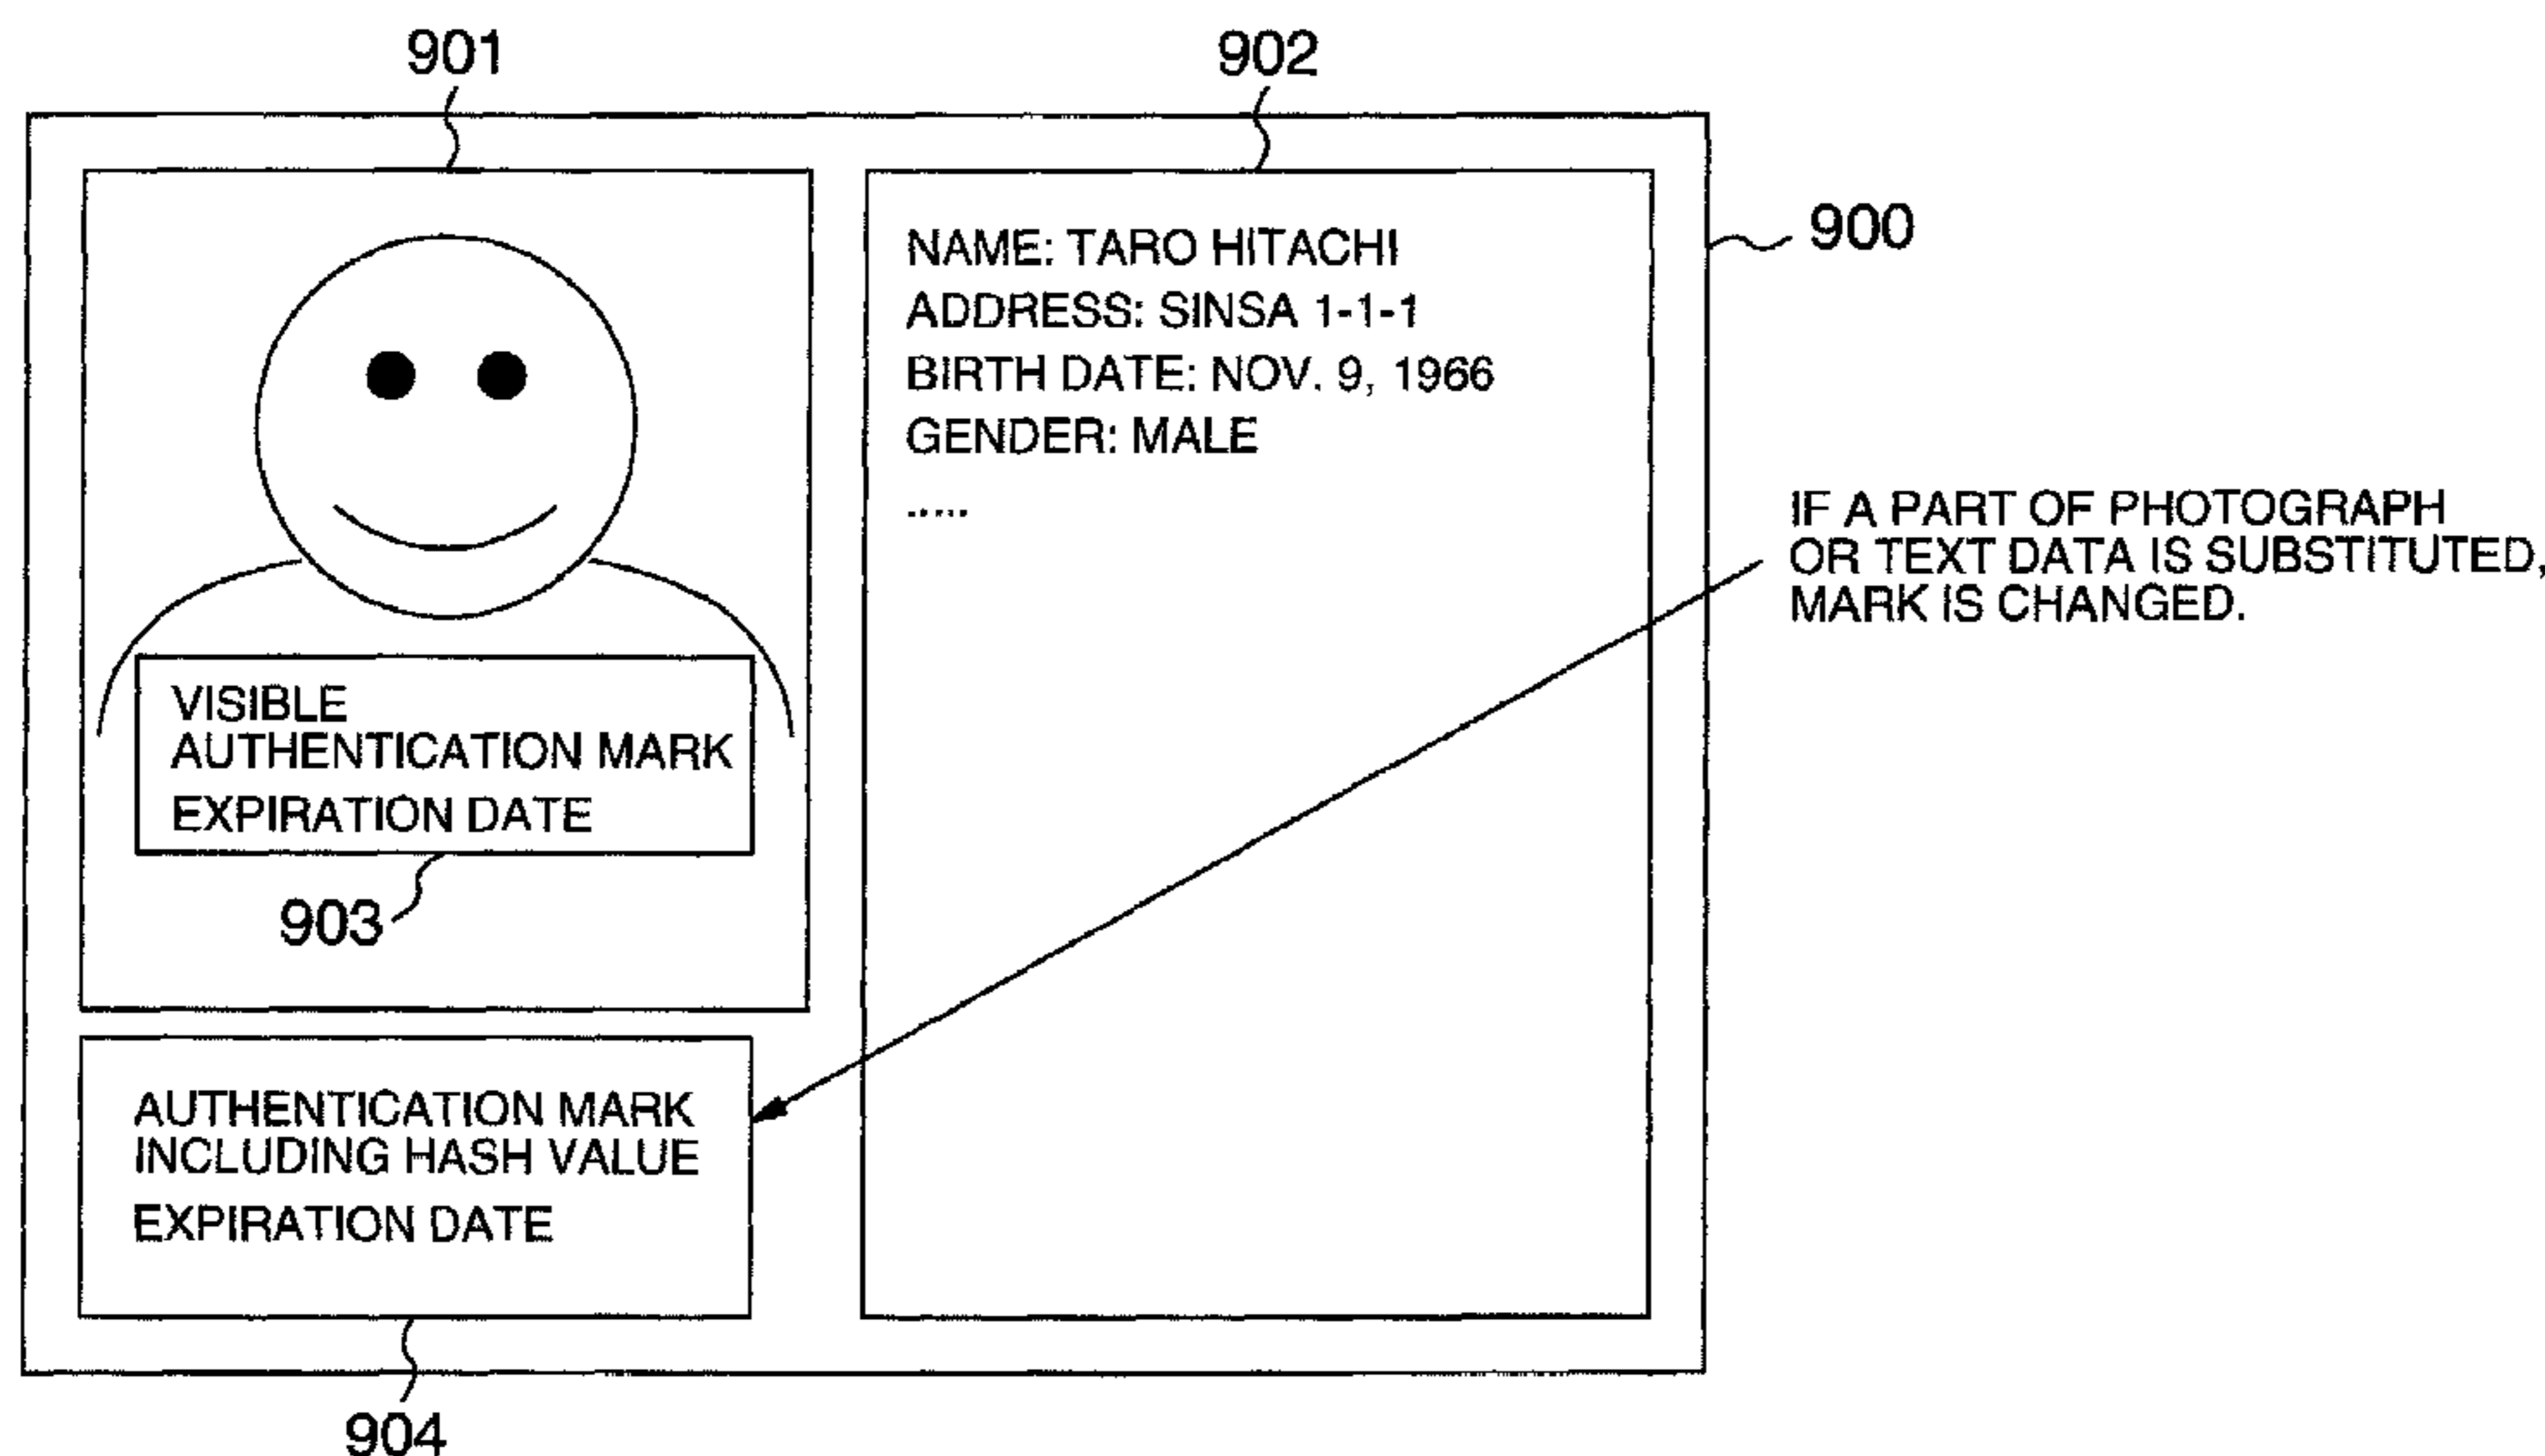 901
902
900
NAME: TARO HITACHI
ADDRESS: SINSA 1-1-1
BIRTH DATE: NOV. 9, 1966
GENDER: MALE
.....
IF A PART OF PHOTOGRAPH
OR TEXT DATA IS SUBSTITUTED,
MARK IS CHANGED.
VISIBLE
AUTHENTICATION MARK
EXPIRATION DATE
903
AUTHENTICATION MARK
INCLUDING HASH VALUE
EXPIRATION DATE
904